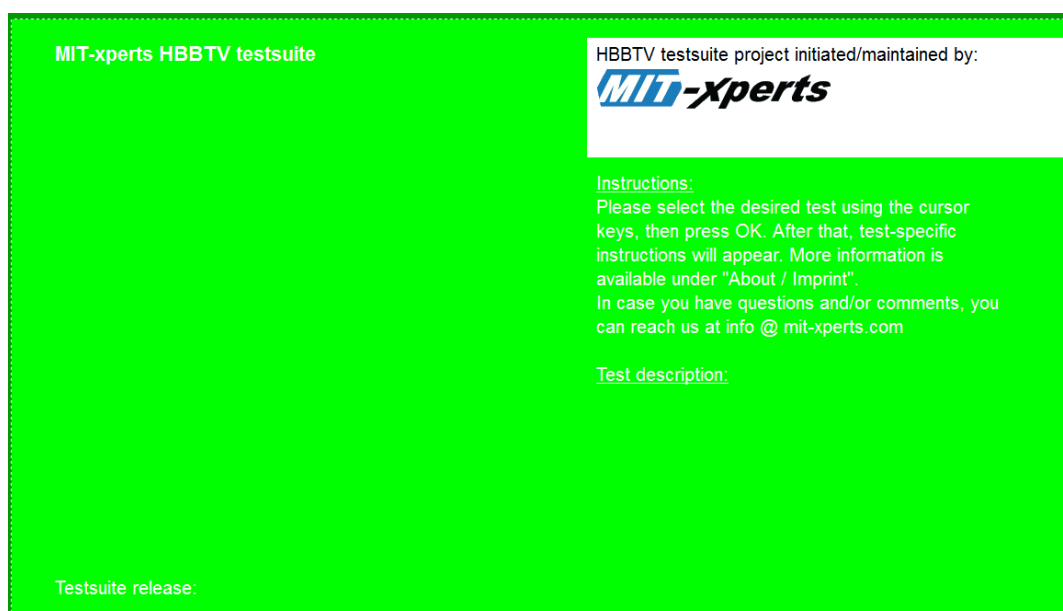 MIT-xperts HBBTV testsuite
HBBTV testsuite project initiated/maintained by:
MIT-xperts
Instructions:
Please select the desired test using the cursor
keys, then press OK. After that, test-specific
instructions will appear. More information is
available under "About / Imprint".
In case you have questions and/or comments, you
can reach us at info @ mit-xperts.com
Test description:
Testsuite release: